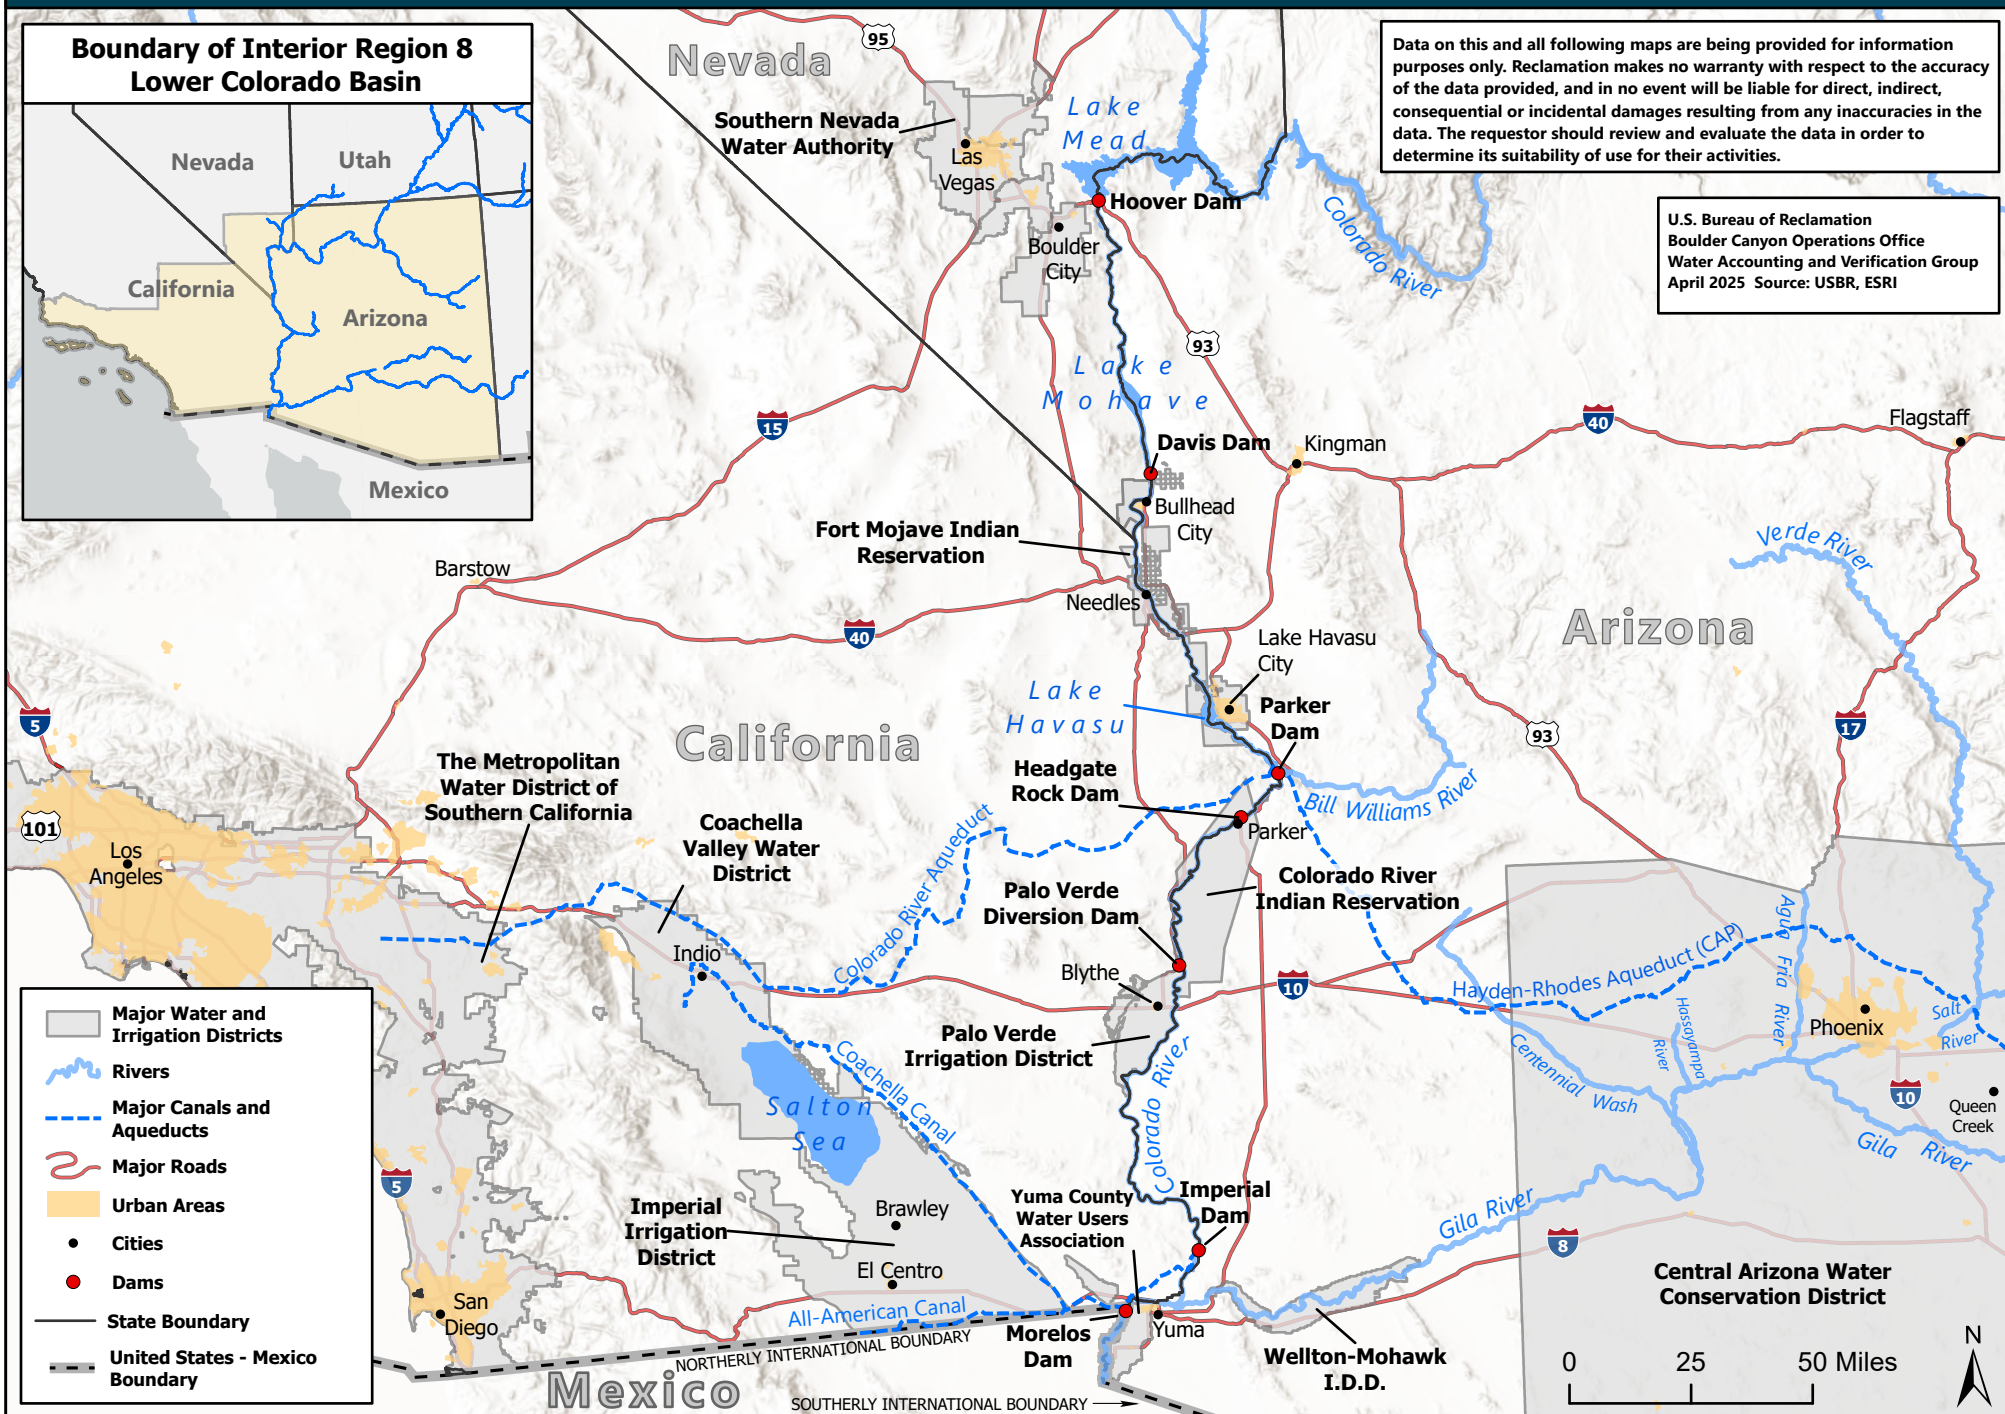 Boundary of Interior Region 8
Lower Colorado Basin
Nevada
Utah
California
Arizona
Mexico
Data on this and all following maps are being provided for information
purposes only. Reclamation makes no warranty with respect to the accuracy
of the data provided, and in no event will be liable for direct, indirect,
consequential or incidental damages resulting from any inaccuracies in the
data. The requestor should review and evaluate the data in order to
determine its suitability of use for their activities.
U.S. Bureau of Reclamation
Boulder Canyon Operations Office
Water Accounting and Verification Group
April 2025 Source: USBR, ESRI
Nevada
95
Southern Nevada
Water Authority
Las
Vegas
Lake
Mead
Hoover Dam
Boulder
City
Colorado River
93
Lake
Mohave
15
Davis Dam
Kingman
40
Flagstaff
Bullhead
City
Fort Mojave Indian
Reservation
Verde River
Barstow
Needles
40
Arizona
Lake Havasu
City
Lake
Havasu
Parker
Dam
5
California
93
17
The Metropolitan
Water District of
Southern California
Headgate
Rock Dam
Bill Williams River
101
Los
Angeles
Coachella
Valley Water
District
Colorado River Aqueduct
Parker
Palo Verde
Diversion Dam
Colorado River
Indian Reservation
Indio
Blythe
10
Hayden-Rhodes Aqueduct (CAP)
Agua Fria River
Hassayampa
River
Phoenix
Salt
River
Palo Verde
Irrigation District
Colorado River
Centennial Wash
Coachella Canal
Salton
Sea
10
Queen
Creek
Gila River
5
Imperial
Irrigation
District
Brawley
El Centro
Yuma County
Water Users
Association
Imperial
Dam
Gila River
8
San
Diego
All-American Canal
NORTHERLY INTERNATIONAL BOUNDARY
Morelos
Dam
Yuma
Wellton-Mohawk
I.D.D.
Central Arizona Water
Conservation District
Mexico
SOUTHERLY INTERNATIONAL BOUNDARY
Major Water and
Irrigation Districts
Rivers
Major Canals and
Aqueducts
Major Roads
Urban Areas
Cities
Dams
State Boundary
United States - Mexico
Boundary
0 25 50 Miles
N